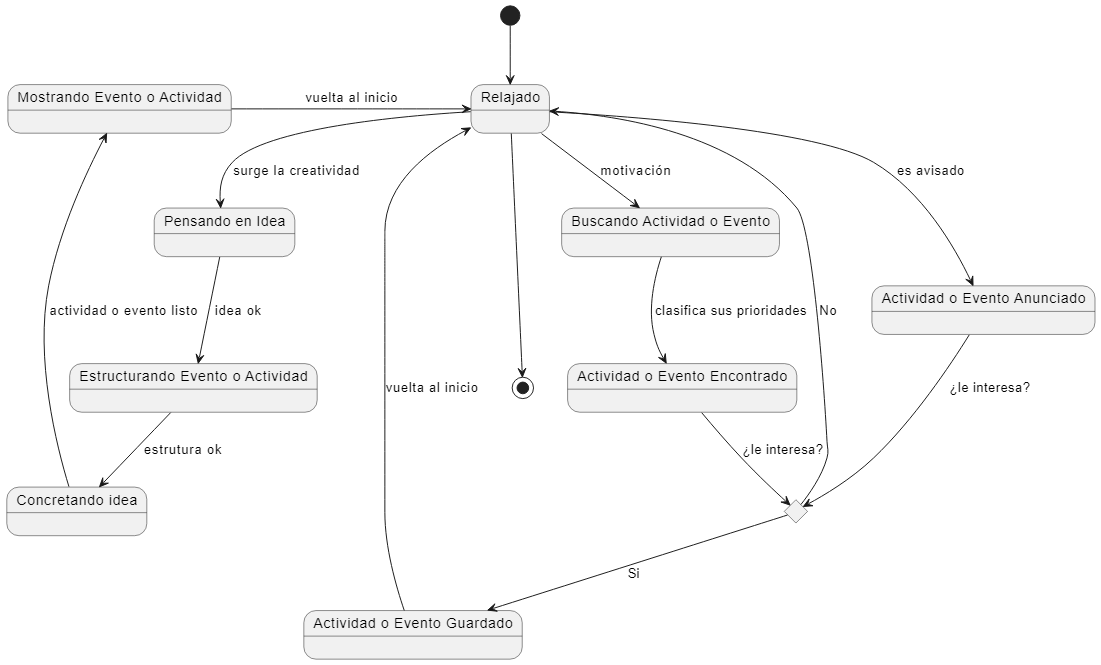 Mostrando Evento o Actividad
vuelta al inicio
Relajado
surge la creatividad
motivación
es avisado
Pensando en Idea
Buscando Actividad o Evento
Actividad o Evento Anunciado
actividad o evento listo
idea ok
clasifica sus prioridades
No
Estructurando Evento o Actividad
vuelta al inicio
Actividad o Evento Encontrado
¿le interesa?
estrutura ok
¿le interesa?
Concretando idea
Si
Actividad o Evento Guardado